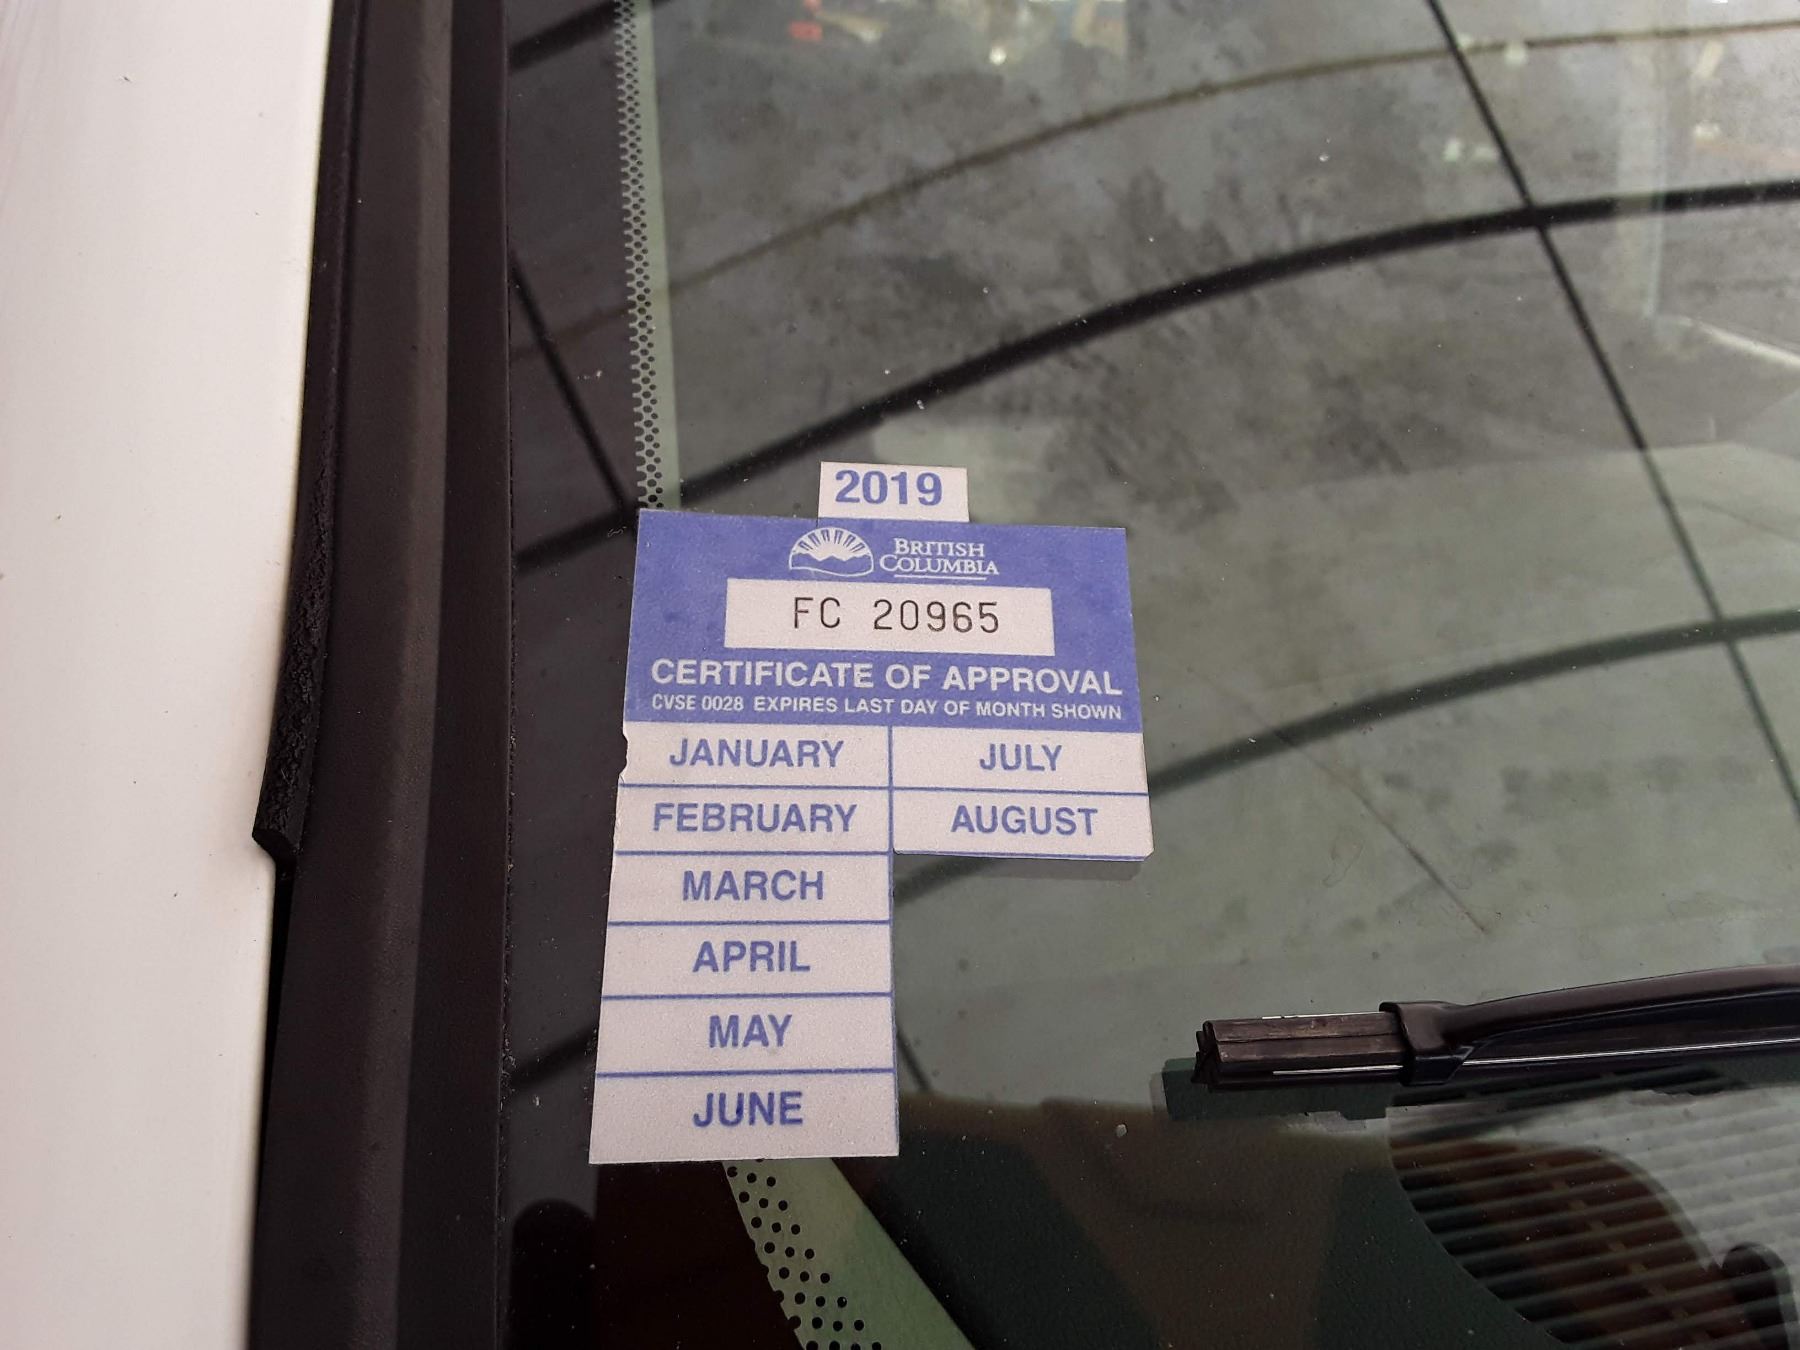 2019
BRITISH
COLUMBIA
FC 20965
CERTIFICATE OF APPROVAL
CVSE 0028 EXPIRES LAST DAY OF MONTH SHOWN
JANUARY JULY
FEBRUARY AUGUST
MARCH
APRIL
MAY
JUNE